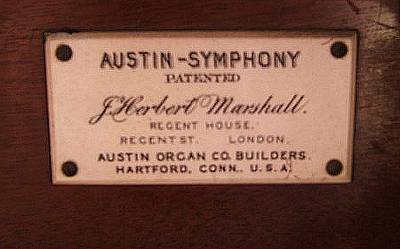 AUSTIN-SYMPHONY
PATENTED
J. Herbert Marshall.
REGENT HOUSE.
REGENT ST. LONDON.
AUSTIN ORGAN CO. BUILDERS.
HARTFORD, CONN., U.S.A.